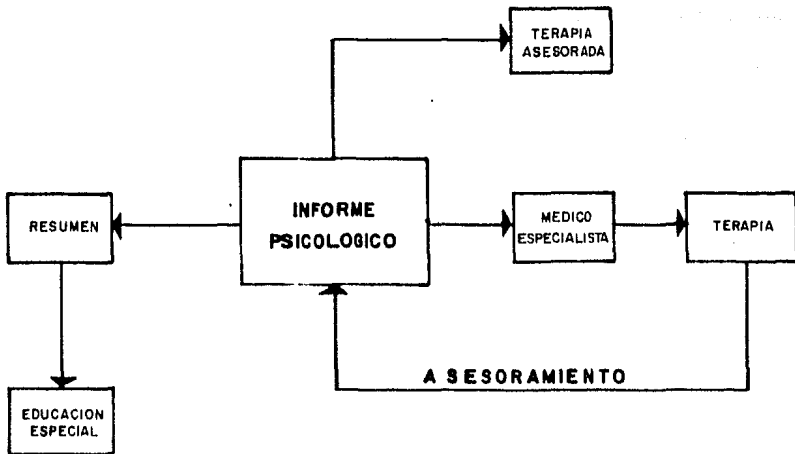 TERAPIA
ASESORADA
INFORME
PSICOLOGICO
RESUMEN
MEDICO
ESPECIALISTA
TERAPIA
A SESORAMIENTO
EDUCACION
ESPECIAL